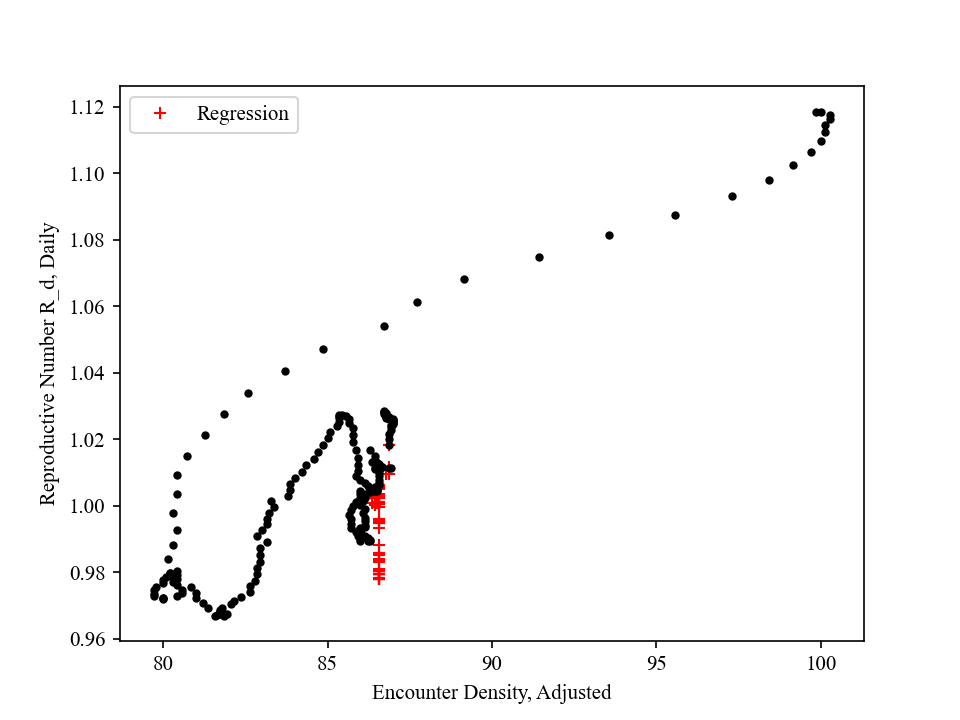 Regression
1.12
1.10
1.08
1.06
1.04
1.02
1.00
0.98
0.96
Reproductive Number R_d, Daily
80 85 90 95 100
Encounter Density, Adjusted